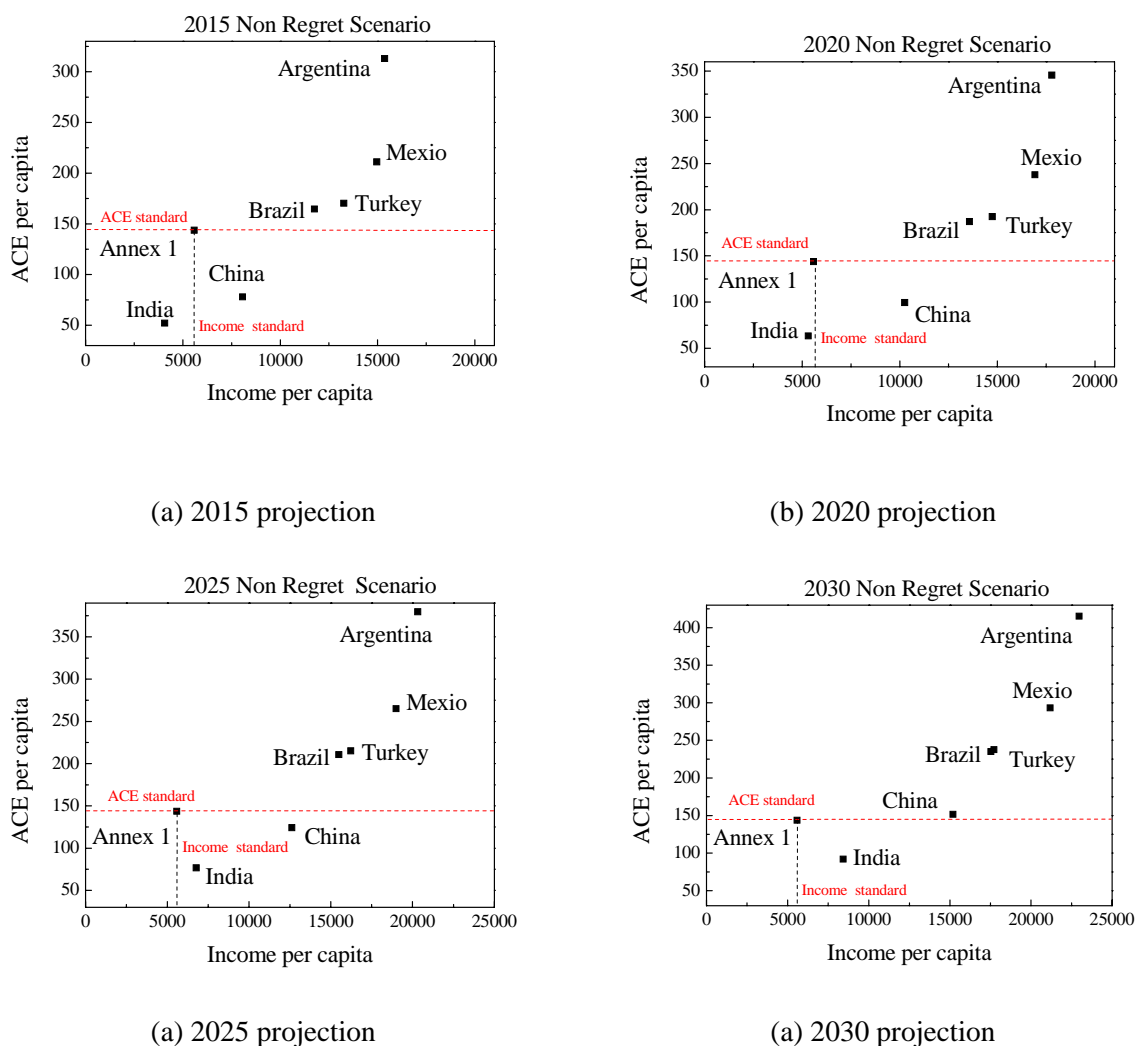 2015 Non Regret Scenario
300
250
200
150
100
50
ACE per capita
Argentina
Mexio
Brazil
Turkey
ACE standard
Annex 1
China
India
Income standard
0 5000 10000 15000 20000
Income per capita
(a) 2015 projection
2020 Non Regret Scenario
350
300
250
200
150
100
50
ACE per capita
Argentina
Mexio
Brazil
Turkey
ACE standard
Annex 1
China
India
Income standard
0 5000 10000 15000 20000
Income per capita
(b) 2020 projection
2025 Non Regret Scenario
350
300
250
200
150
100
50
ACE per capita
Argentina
Mexio
Brazil
Turkey
ACE standard
Annex 1
Income standard
China
India
0 5000 10000 15000 20000 25000
Income per capita
(a) 2025 projection
2030 Non Regret Scenario
400
350
300
250
200
150
100
50
ACE per capita
Argentina
Mexio
Brazil
Turkey
ACE standard
China
Annex 1
India
Income standard
0 5000 10000 15000 20000 25000
Income per capita
(a) 2030 projection